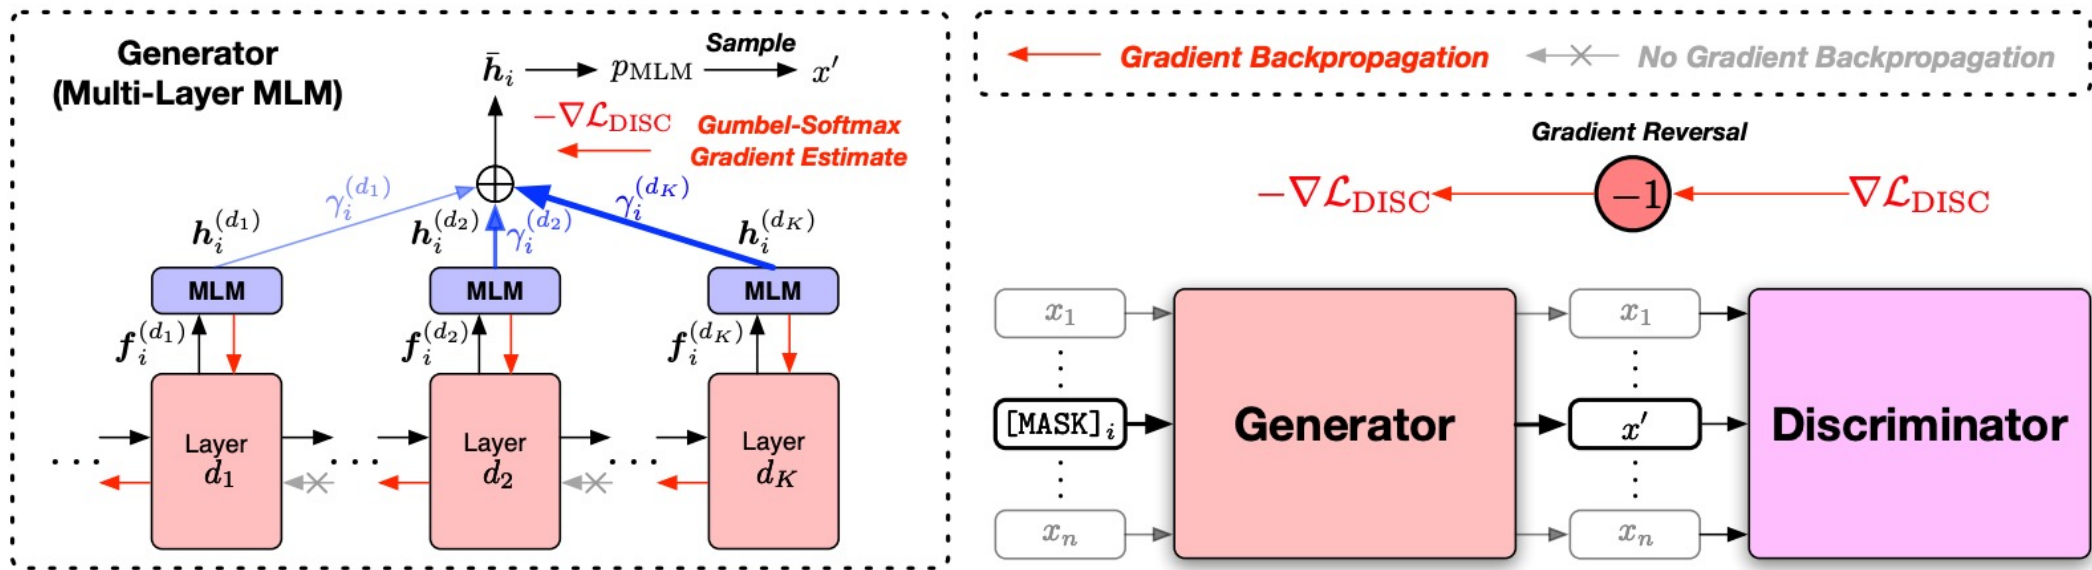 Generator
(Multi-Layer MLM)
h̄_i
p_MLM
Sample
x′
−∇ℒ_DISC
Gumbel-Softmax
Gradient Estimate
γ_i^(d_1)
γ_i^(d_2)
γ_i^(d_K)
h_i^(d_1)
h_i^(d_2)
h_i^(d_K)
MLM
MLM
MLM
f_i^(d_1)
f_i^(d_2)
f_i^(d_K)
Layer
d_1
Layer
d_2
Layer
d_K
Gradient Backpropagation
No Gradient Backpropagation
Gradient Reversal
−∇ℒ_DISC
−1
∇ℒ_DISC
x_1
[MASK]_i
x_n
Generator
x_1
x′
x_n
Discriminator